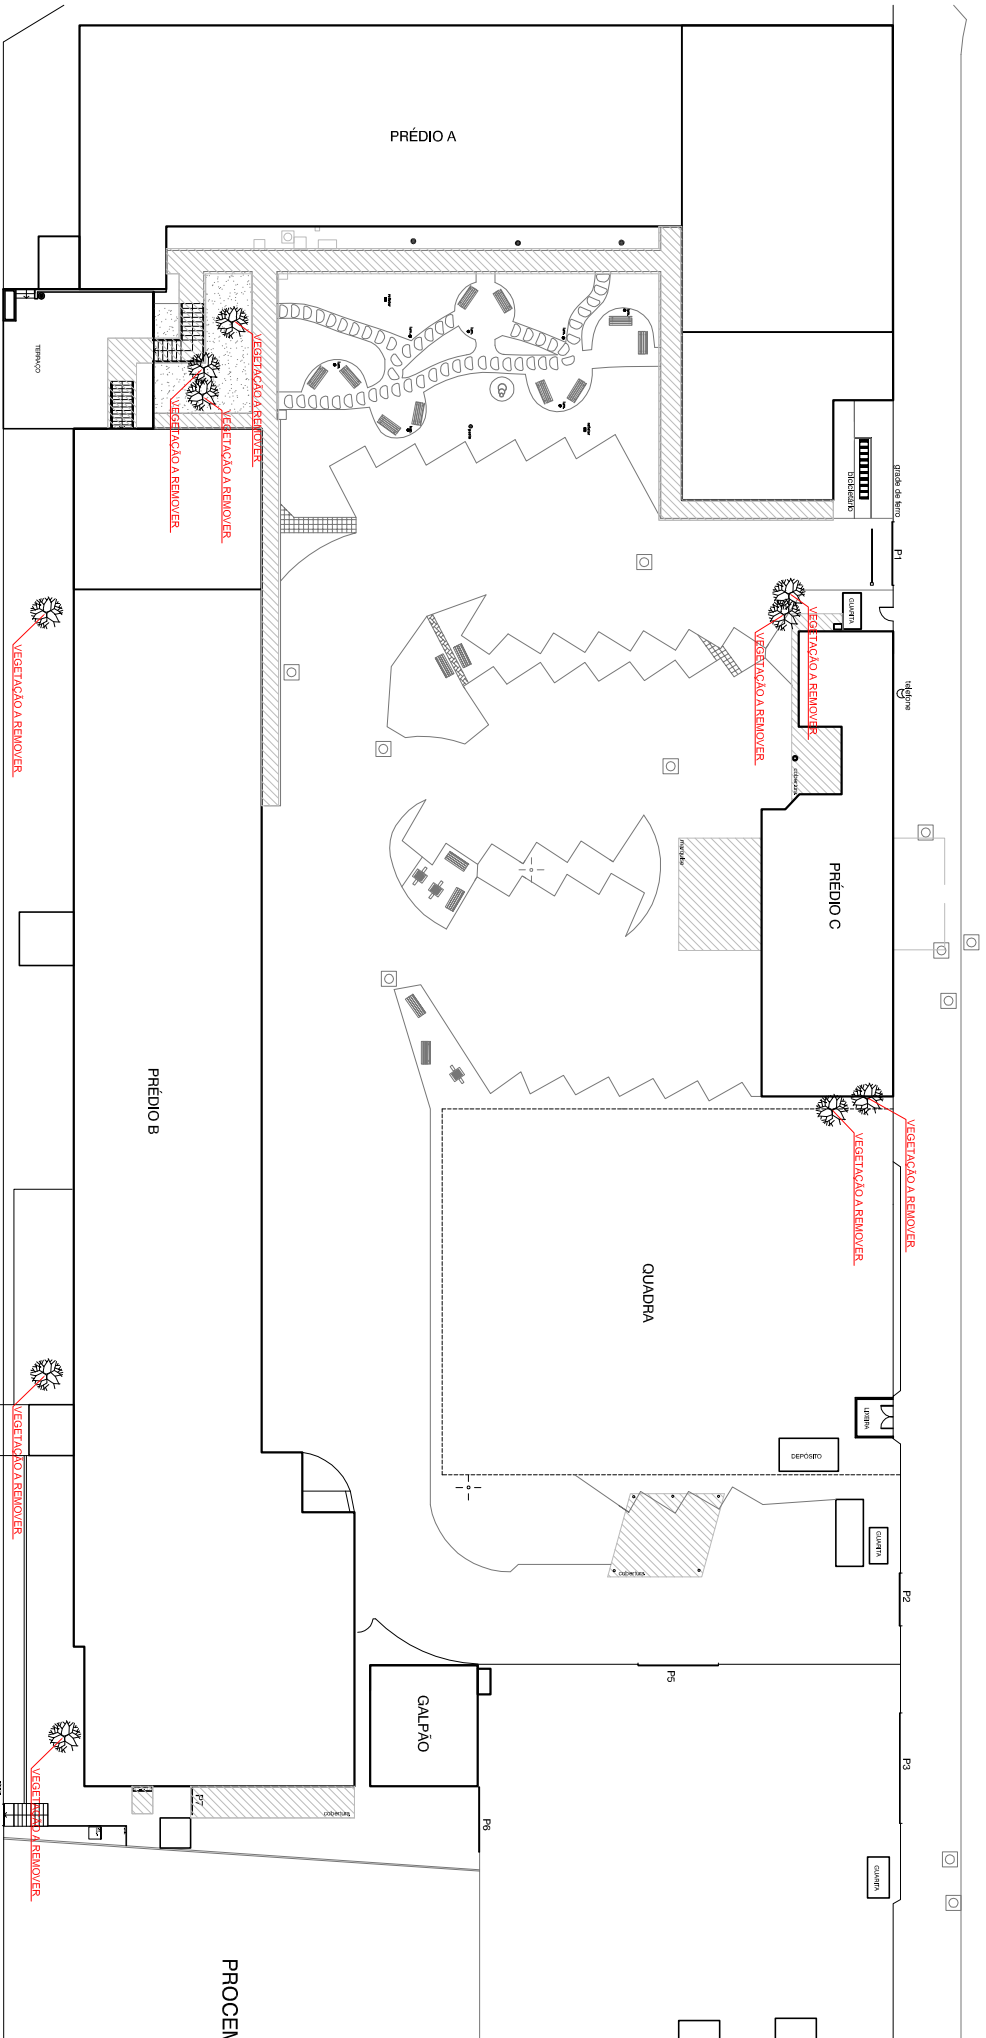 PRÉDIO A
TERRAÇO
VEGETAÇÃO A REMOVER
VEGETAÇÃO A REMOVER
VEGETAÇÃO A REMOVER
grade de ferro
bicicletário
P1
GUARITA
VEGETAÇÃO A REMOVER
VEGETAÇÃO A REMOVER
VEGETAÇÃO A REMOVER
telefone
cobertura
marquise
PRÉDIO C
PRÉDIO B
VEGETAÇÃO A REMOVER
VEGETAÇÃO A REMOVER
QUADRA
LIXEIRA
DEPÓSITO
VEGETAÇÃO A REMOVER
GUARITA
cobertura
P2
P5
GALPÃO
P3
VEGETAÇÃO A REMOVER
P7
cobertura
P6
GUARITA
PROCEM